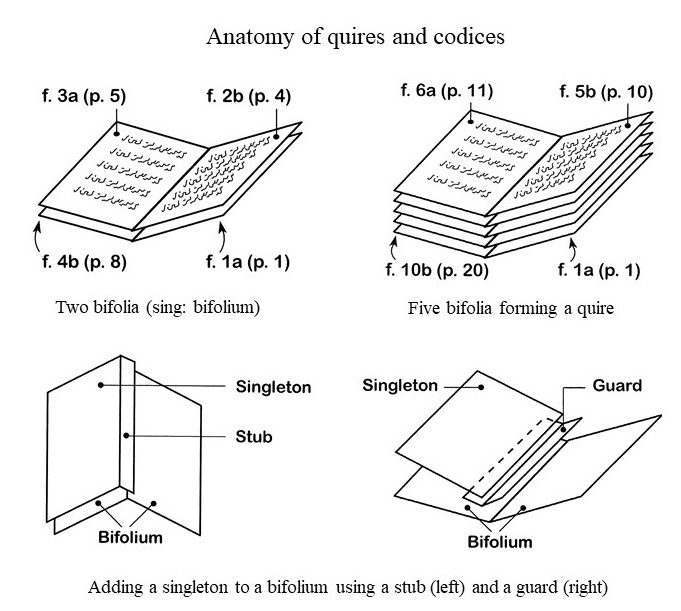 Anatomy of quires and codices
f. 3a (p. 5)
f. 2b (p. 4)
f. 4b (p. 8)
f. 1a (p. 1)
Two bifolia (sing: bifolium)
f. 6a (p. 11)
f. 5b (p. 10)
f. 10b (p. 20)
f. 1a (p. 1)
Five bifolia forming a quire
Singleton
Stub
Bifolium
Singleton
Guard
Bifolium
Adding a singleton to a bifolium using a stub (left) and a guard (right)